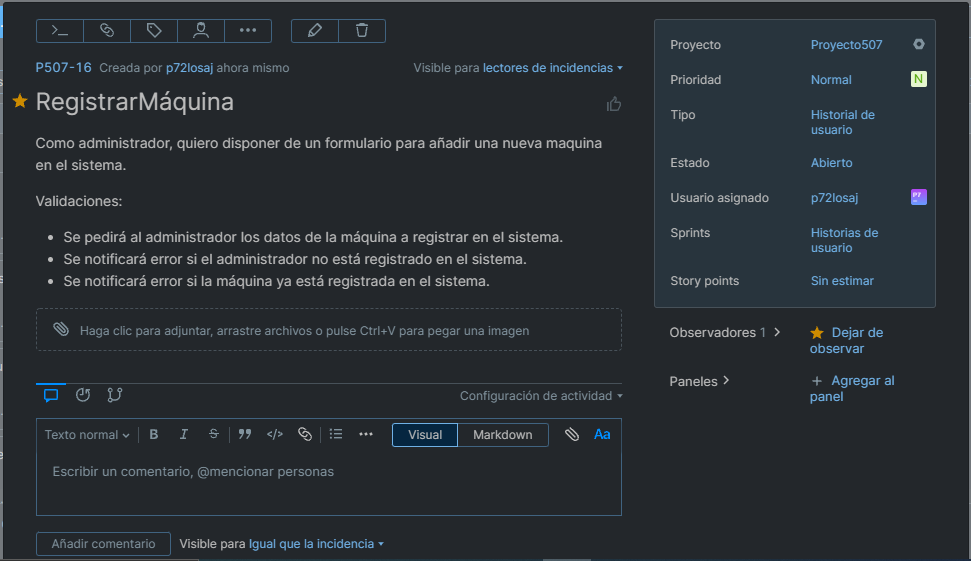 P507-16 Creada por p72losaj ahora mismo
Visible para lectores de incidencias
RegistrarMáquina
Como administrador, quiero disponer de un formulario para añadir una nueva maquina
en el sistema.
Validaciones:
Se pedirá al administrador los datos de la máquina a registrar en el sistema.
Se notificará error si el administrador no está registrado en el sistema.
Se notificará error si la máquina ya está registrada en el sistema.
Haga clic para adjuntar, arrastre archivos o pulse Ctrl+V para pegar una imagen
Configuración de actividad
Texto normal B I S Visual Markdown Aa
Escribir un comentario, @mencionar personas
Añadir comentario Visible para Igual que la incidencia
Proyecto Proyecto507
Prioridad Normal N
Tipo Historial de
usuario
Estado Abierto
Usuario asignado p72losaj P7
Sprints Historias de
usuario
Story points Sin estimar
Observadores 1 Dejar de
observar
Paneles + Agregar al
panel